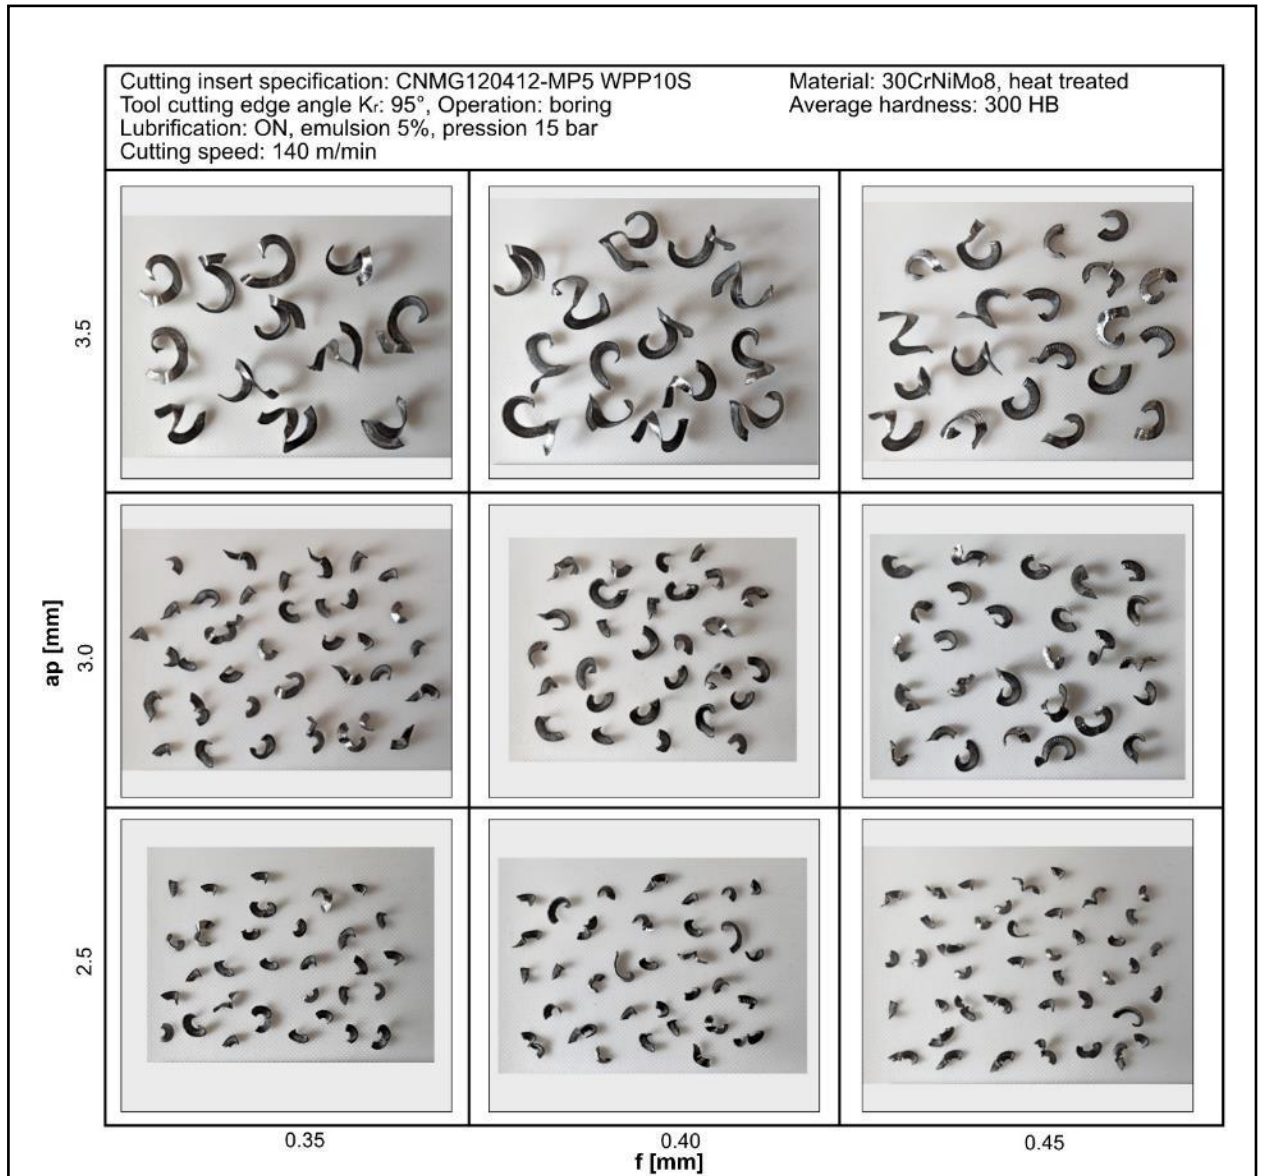 Cutting insert specification: CNMG120412-MP5 WPP10S
Tool cutting edge angle Kr: 95°, Operation: boring
Lubrification: ON, emulsion 5%, pression 15 bar
Cutting speed: 140 m/min
Material: 30CrNiMo8, heat treated
Average hardness: 300 HB
3.5
ap [mm]
3.0
2.5
0.35
0.40
0.45
f [mm]